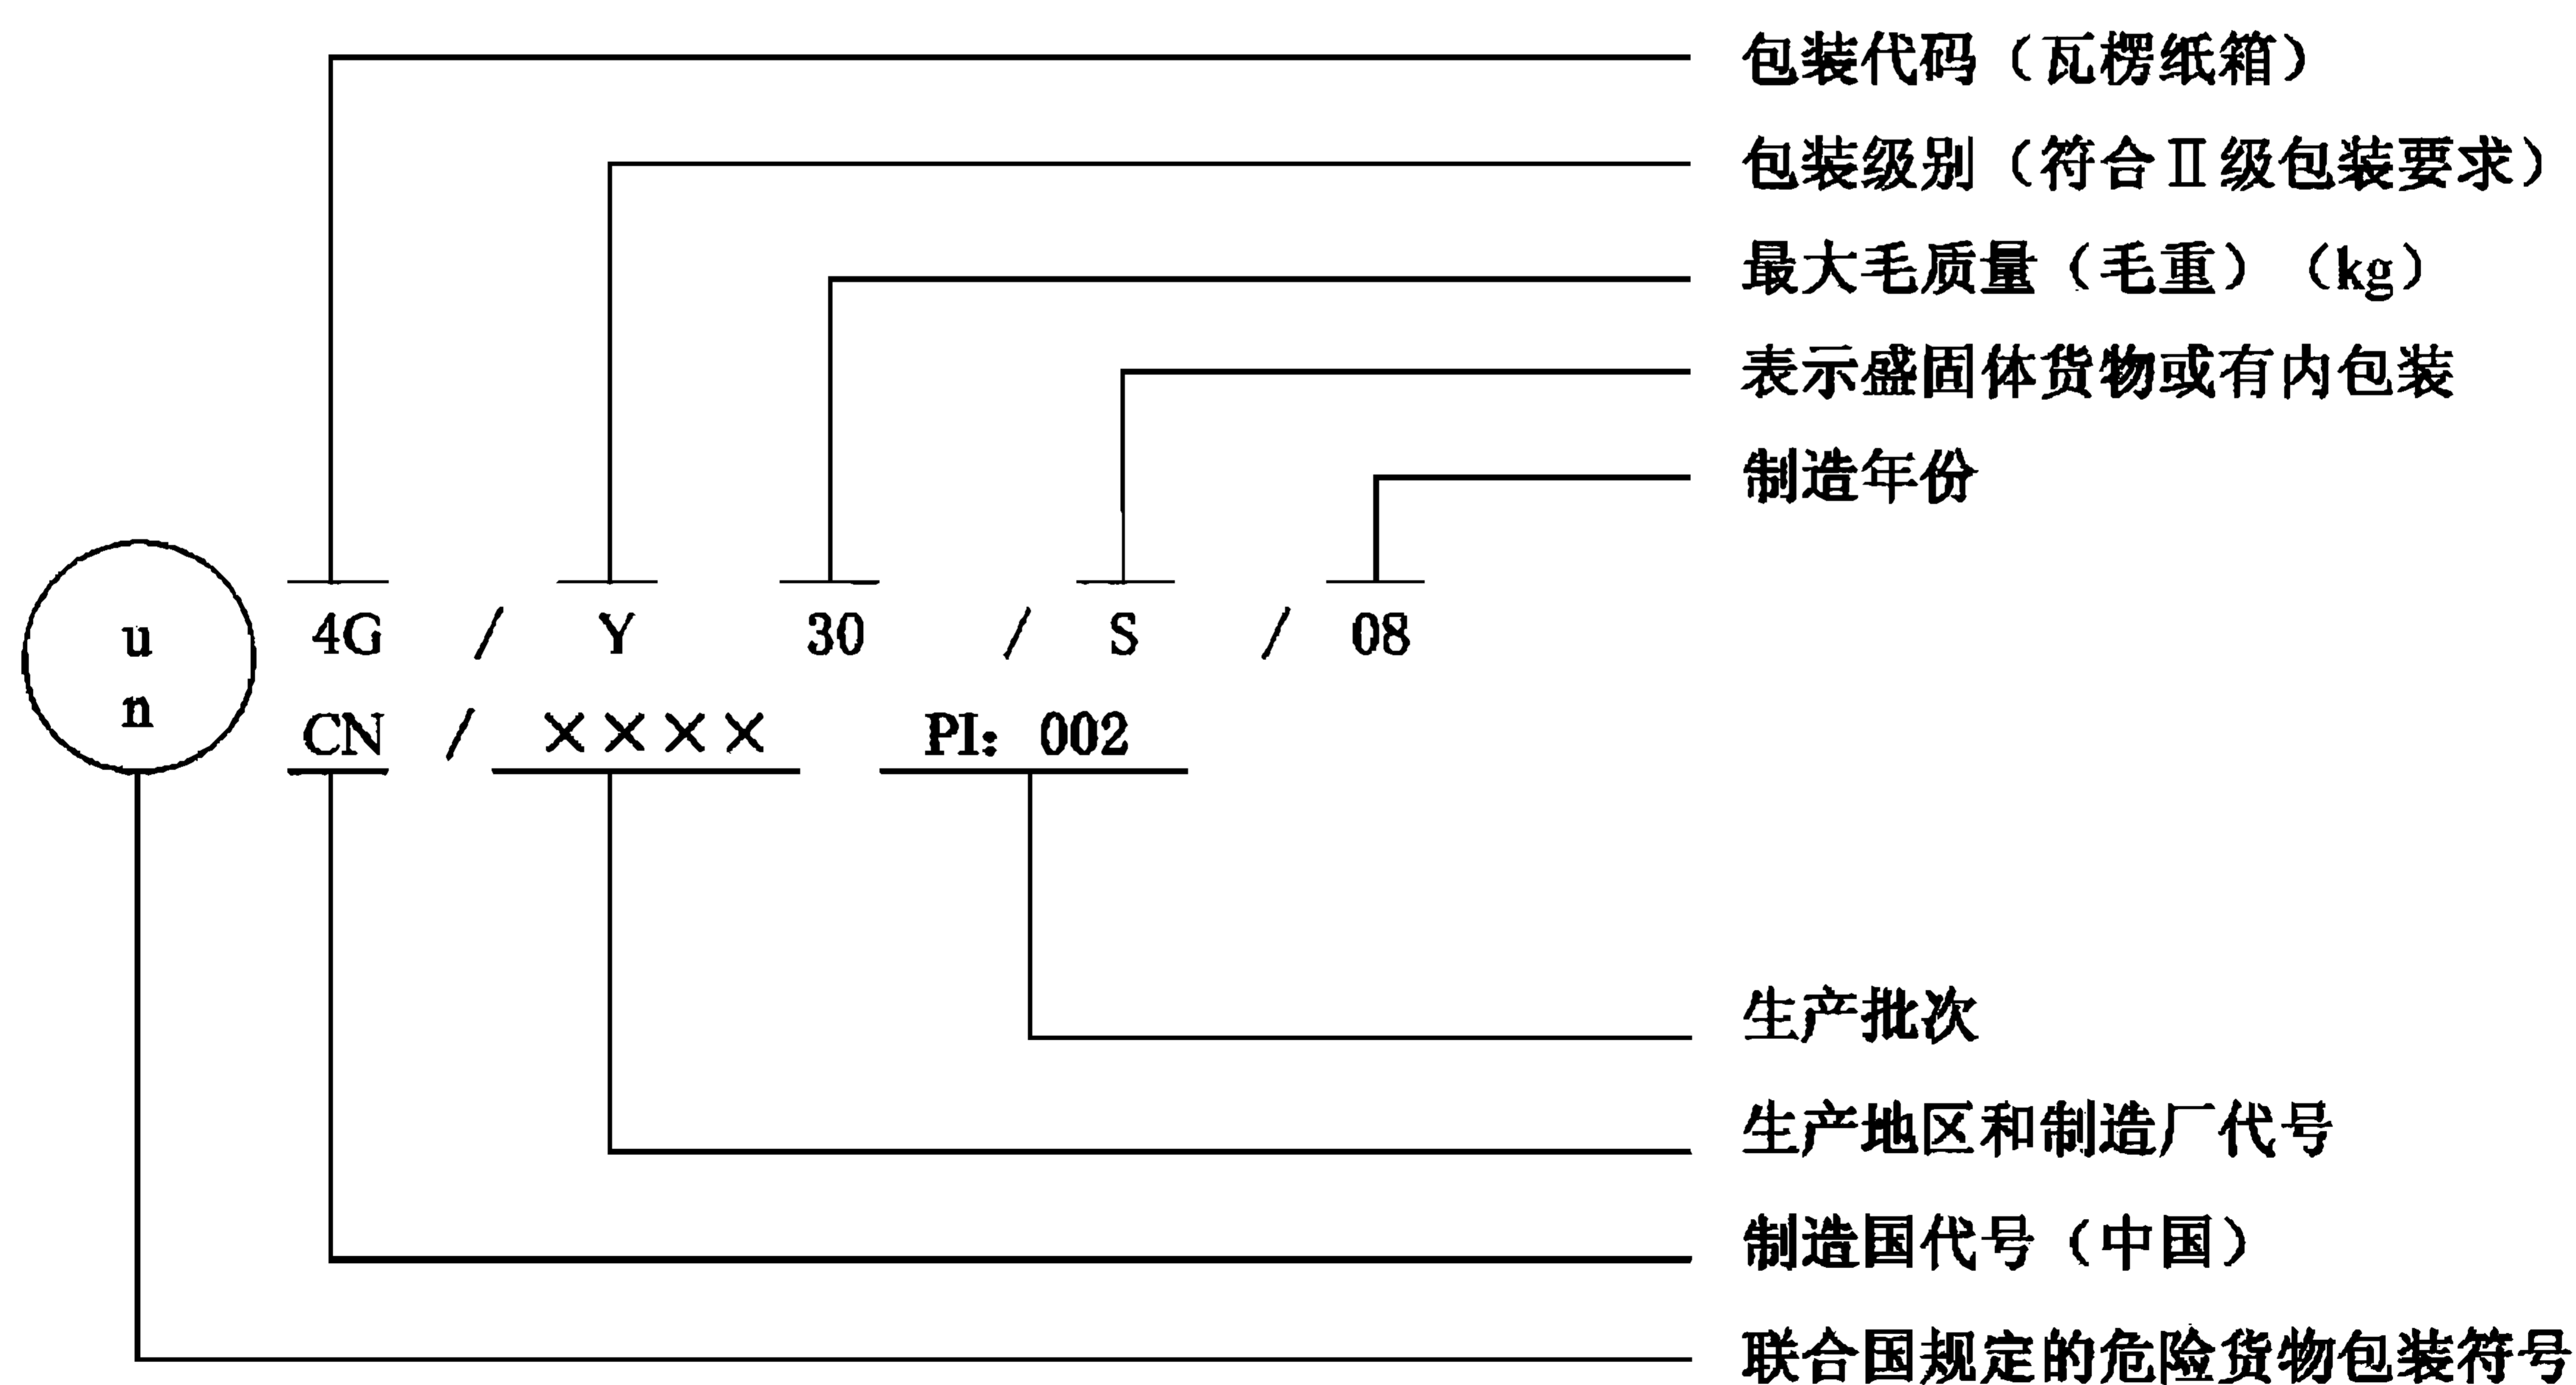 包装代码（瓦楞纸箱）
包装级别（符合Ⅱ级包装要求）
最大毛质量（毛重）（kg）
表示盛固体货物或有内包装
制造年份
u
n
4G / Y 30 / S / 08
CN / ×××× PI：002
生产批次
生产地区和制造厂代号
制造国代号（中国）
联合国规定的危险货物包装符号